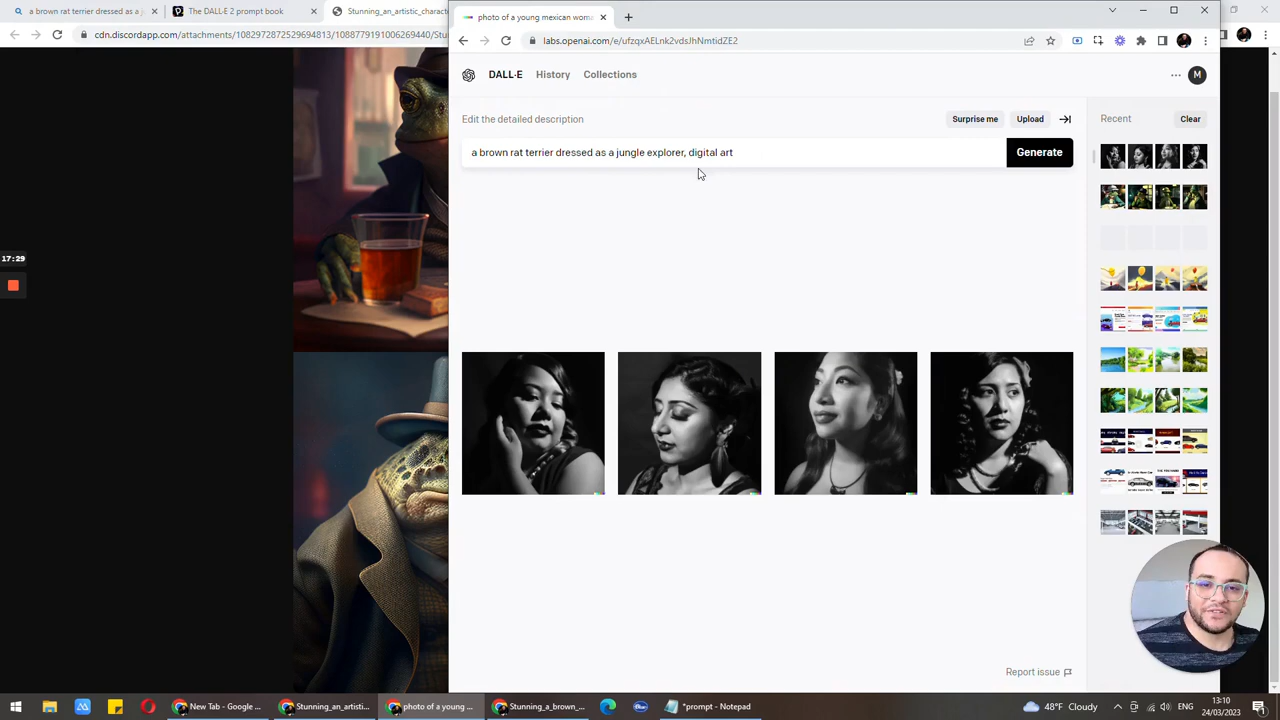 a brown rat terrier dressed as a j
The DALL·E 2 prompt book
Stunning_an_artistic_charact
photo of a young mexican woma
cdn.discordapp.com/attachments/1082972872529694813/1088779191006269440/Stu
labs.openai.com/e/ufzqxAELnk2vdsJhNmtidZE2
DALL·E
History
Collections
M
Edit the detailed description
Surprise me
Upload
Recent
Clear
a brown rat terrier dressed as a jungle explorer, digital art
Generate
17:29
Report issue
New Tab - Google ...
Stunning_an_artisti...
photo of a young ...
Stunning_a_brown_...
*prompt - Notepad
48°F Cloudy
ENG
13:10
24/03/2023